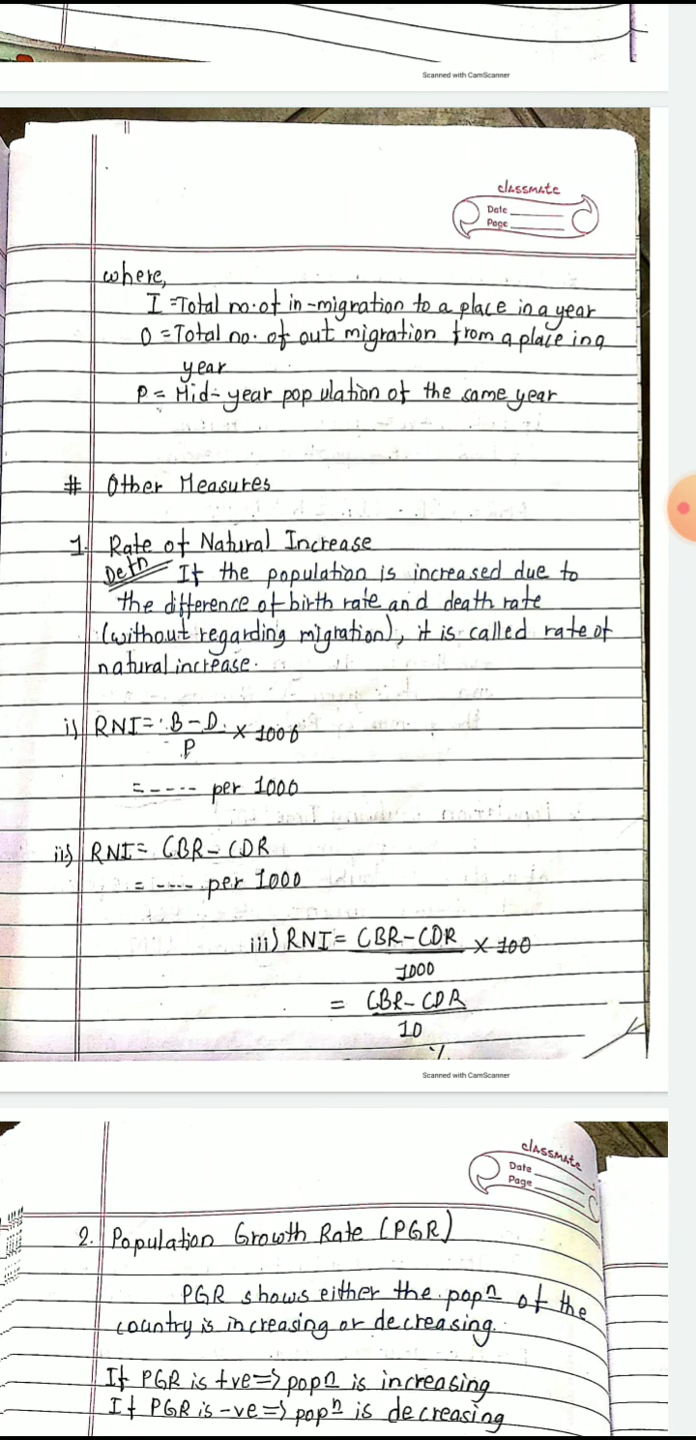 Scanned with CamScanner
classmate
Date
Page
where,
I = Total no. of in-migration to a place in a year
O = Total no. of out migration from a place in a
year
P = Mid-year population of the same year
# Other Measures
1. Rate of Natural Increase
Defn If the population is increased due to
the difference of birth rate and death rate
(without regarding migration), it is called rate of
natural increase.
i) RNI = B-D/P × 1000
= ---- per 1000
ii) RNI = CBR - CDR
= ---- per 1000
iii) RNI = CBR-CDR/1000 × 100
= CBR-CDR/10
%
Scanned with CamScanner
classmate
Date
Page
2. Population Growth Rate (PGR)
PGR shows either the popn of the
country is increasing or decreasing.
If PGR is +ve => popn is increasing
If PGR is -ve => popn is decreasing